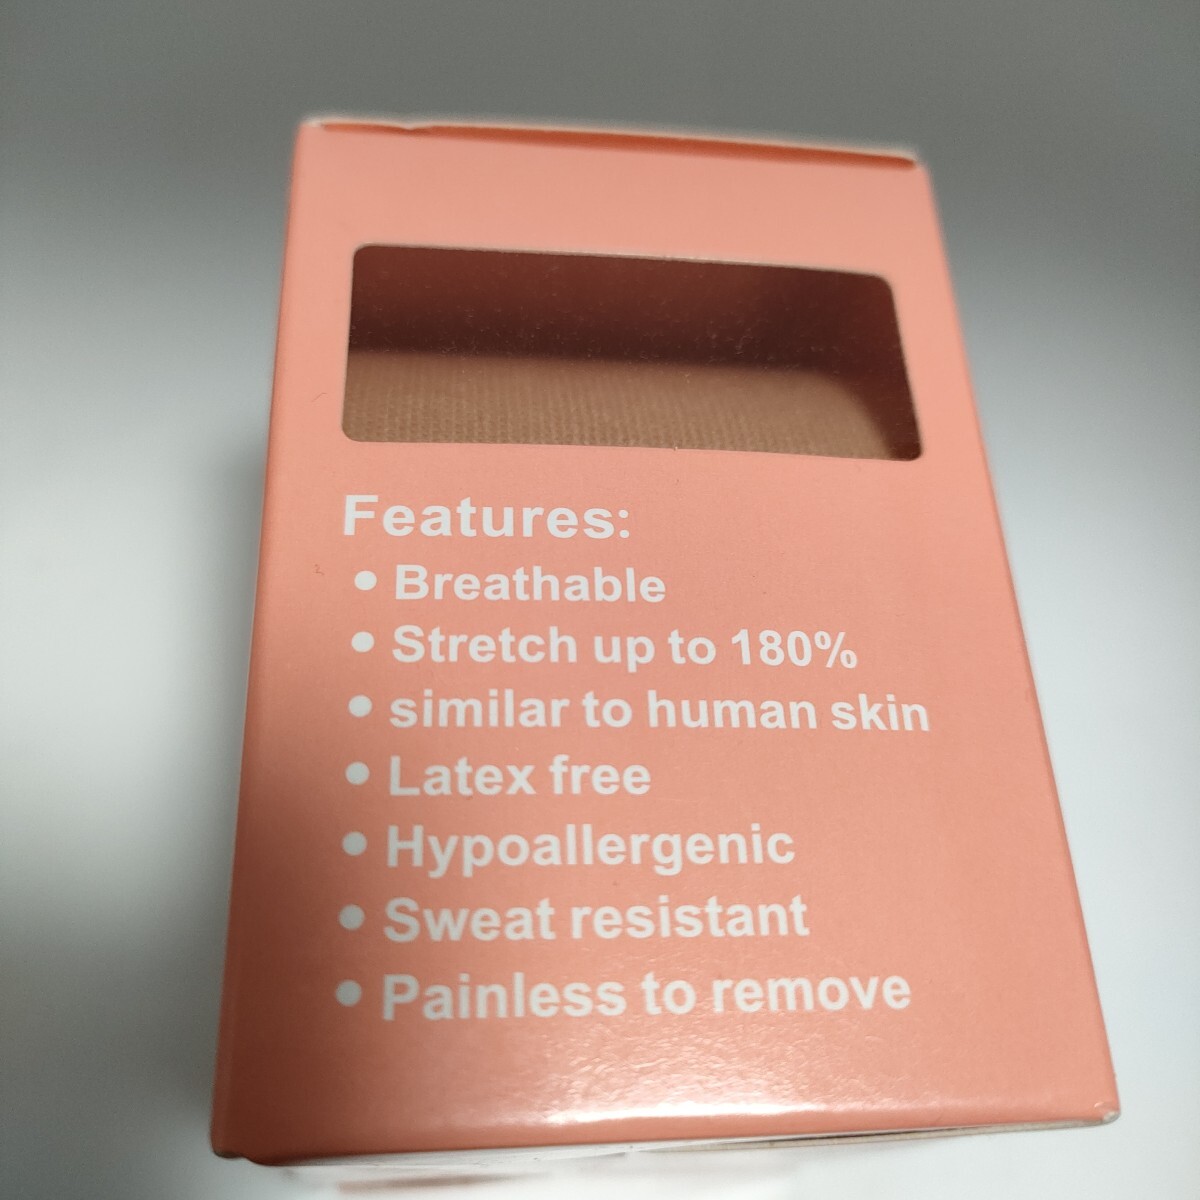 Features:
• Breathable
• Stretch up to 180%
• similar to human skin
• Latex free
• Hypoallergenic
• Sweat resistant
• Painless to remove